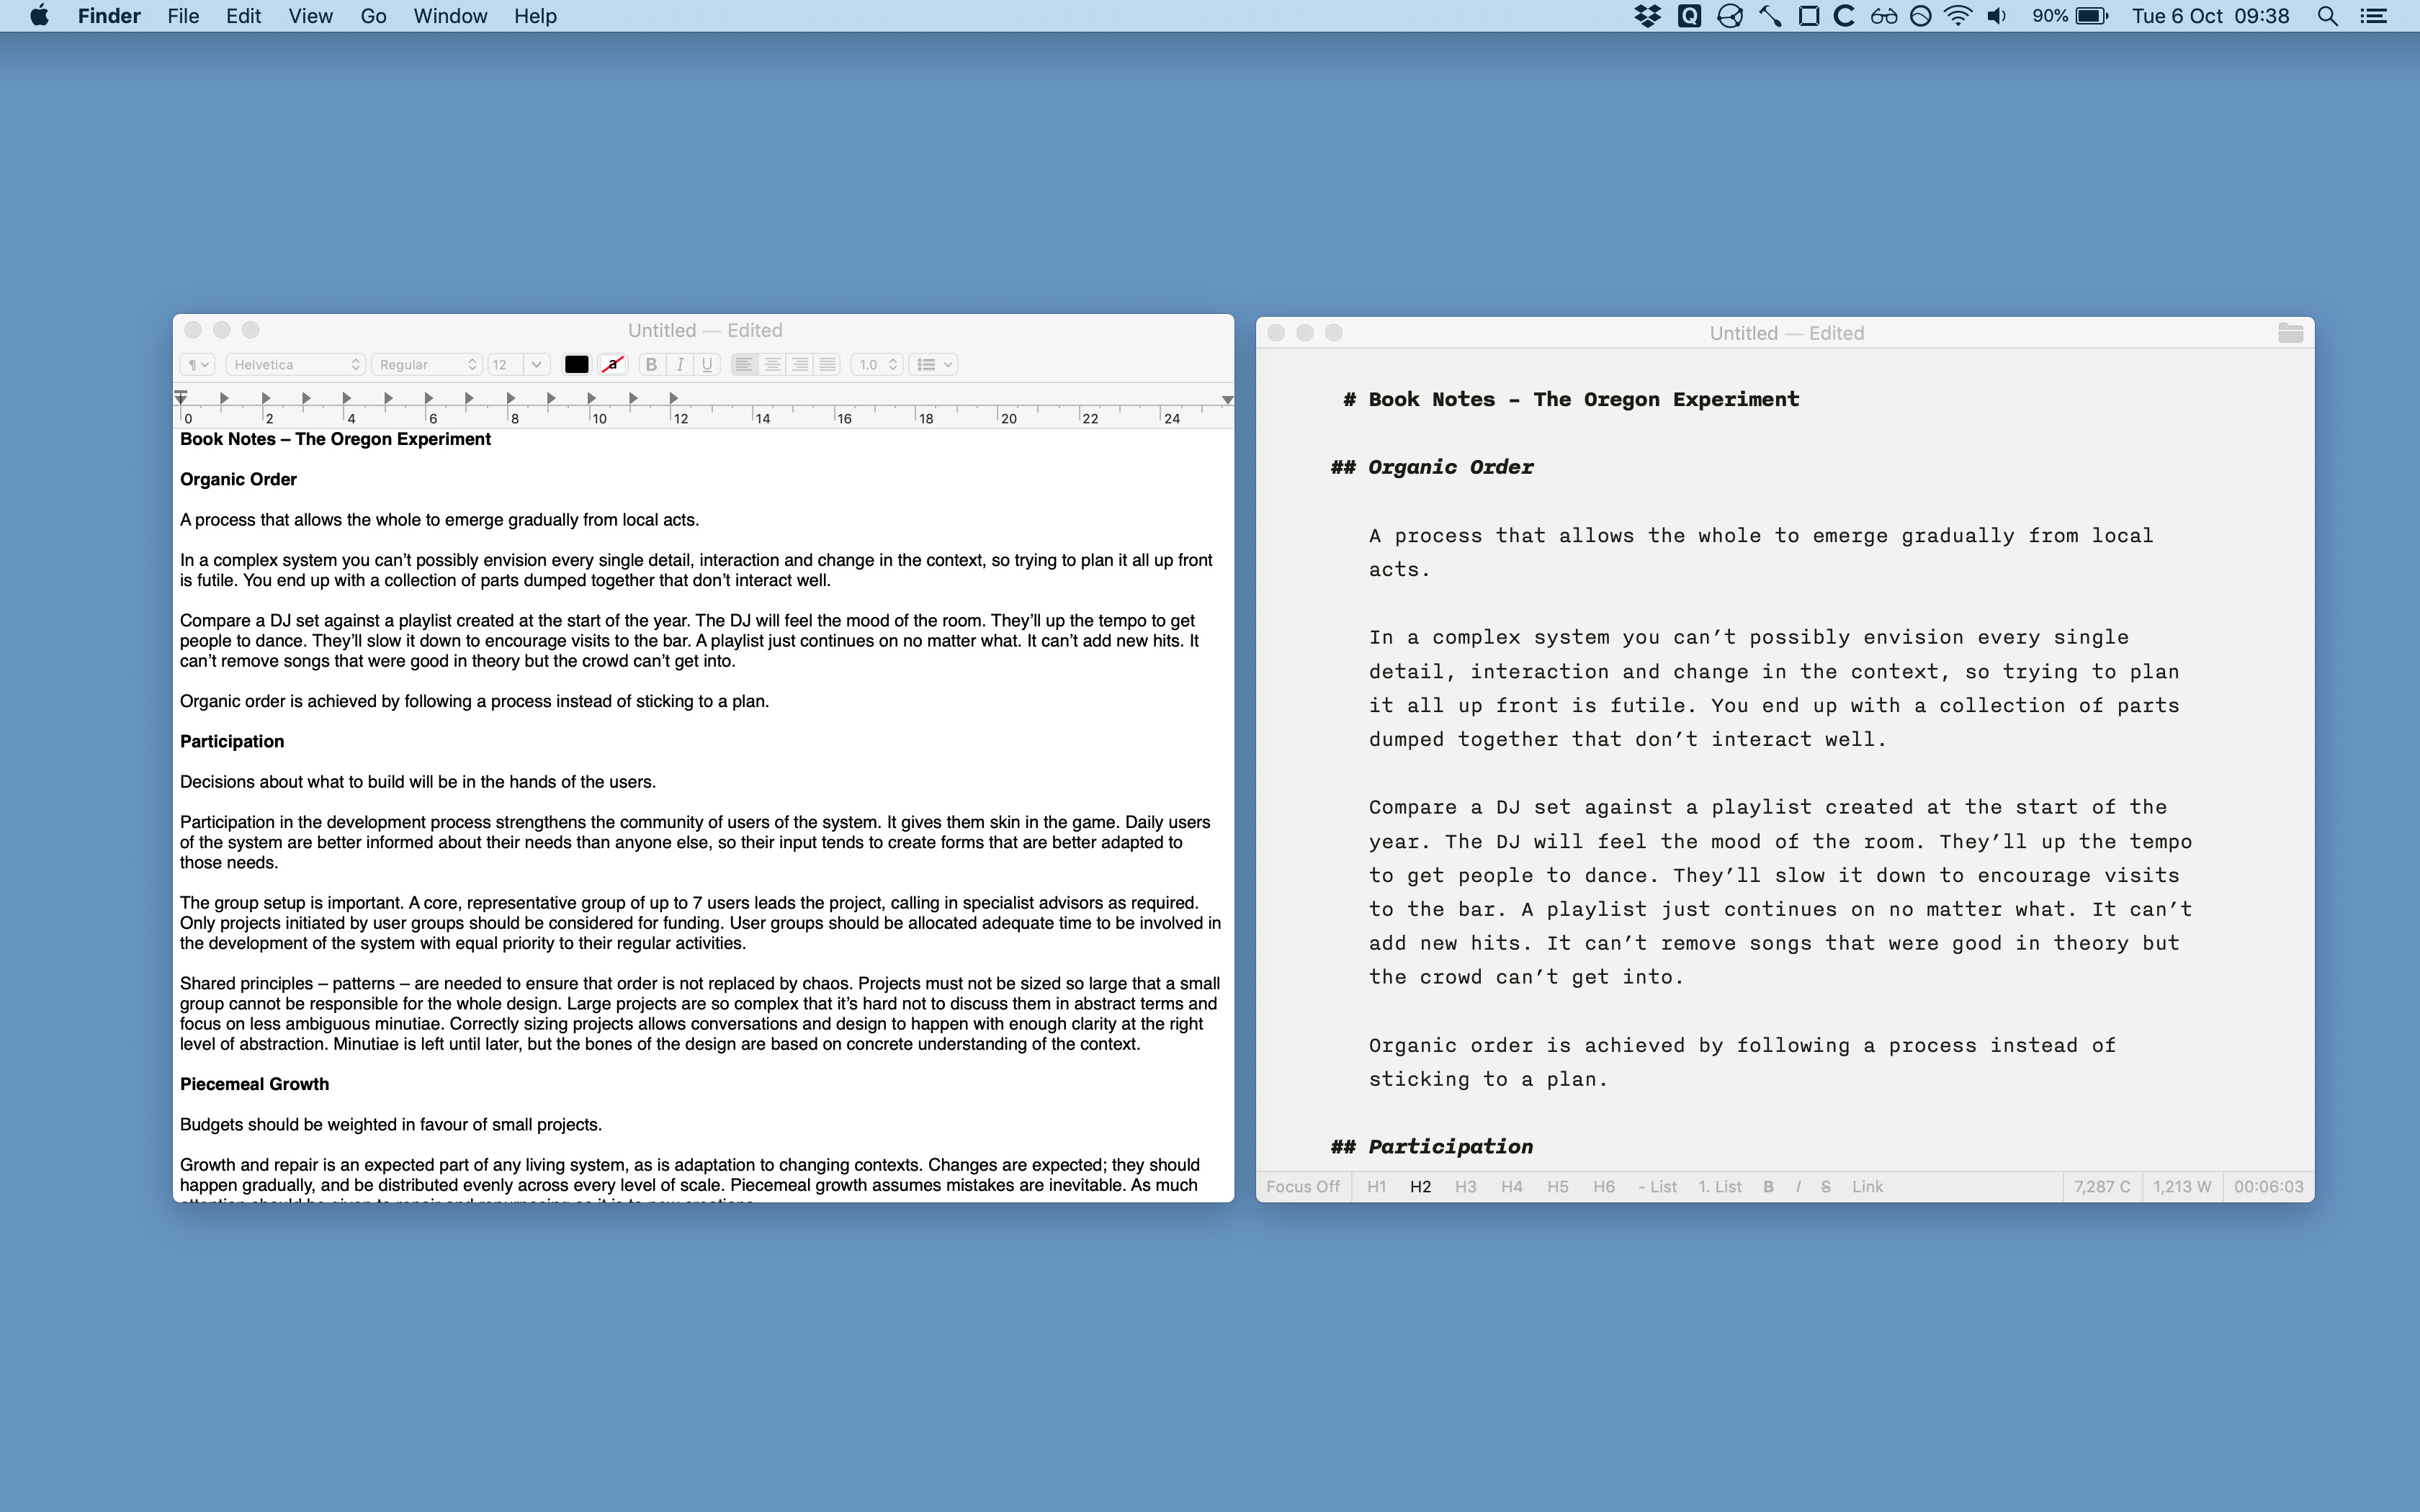 Finder File Edit View Go Window Help 90% Tue 6 Oct 09:38
Untitled — Edited
¶ Helvetica Regular 12 a B I U 1.0
0 2 4 6 8 10 12 14 16 18 20 22 24
Book Notes – The Oregon Experiment
Organic Order
A process that allows the whole to emerge gradually from local acts.
In a complex system you can’t possibly envision every single detail, interaction and change in the context, so trying to plan it all up front
is futile. You end up with a collection of parts dumped together that don’t interact well.
Compare a DJ set against a playlist created at the start of the year. The DJ will feel the mood of the room. They’ll up the tempo to get
people to dance. They’ll slow it down to encourage visits to the bar. A playlist just continues on no matter what. It can’t add new hits. It
can’t remove songs that were good in theory but the crowd can’t get into.
Organic order is achieved by following a process instead of sticking to a plan.
Participation
Decisions about what to build will be in the hands of the users.
Participation in the development process strengthens the community of users of the system. It gives them skin in the game. Daily users
of the system are better informed about their needs than anyone else, so their input tends to create forms that are better adapted to
those needs.
The group setup is important. A core, representative group of up to 7 users leads the project, calling in specialist advisors as required.
Only projects initiated by user groups should be considered for funding. User groups should be allocated adequate time to be involved in
the development of the system with equal priority to their regular activities.
Shared principles – patterns – are needed to ensure that order is not replaced by chaos. Projects must not be sized so large that a small
group cannot be responsible for the whole design. Large projects are so complex that it’s hard not to discuss them in abstract terms and
focus on less ambiguous minutiae. Correctly sizing projects allows conversations and design to happen with enough clarity at the right
level of abstraction. Minutiae is left until later, but the bones of the design are based on concrete understanding of the context.
Piecemeal Growth
Budgets should be weighted in favour of small projects.
Growth and repair is an expected part of any living system, as is adaptation to changing contexts. Changes are expected; they should
happen gradually, and be distributed evenly across every level of scale. Piecemeal growth assumes mistakes are inevitable. As much
Untitled — Edited
# Book Notes – The Oregon Experiment
## Organic Order
A process that allows the whole to emerge gradually from local
acts.
In a complex system you can’t possibly envision every single
detail, interaction and change in the context, so trying to plan
it all up front is futile. You end up with a collection of parts
dumped together that don’t interact well.
Compare a DJ set against a playlist created at the start of the
year. The DJ will feel the mood of the room. They’ll up the tempo
to get people to dance. They’ll slow it down to encourage visits
to the bar. A playlist just continues on no matter what. It can’t
add new hits. It can’t remove songs that were good in theory but
the crowd can’t get into.
Organic order is achieved by following a process instead of
sticking to a plan.
## Participation
Focus Off H1 H2 H3 H4 H5 H6 - List 1. List B I S Link 7,287 C 1,213 W 00:06:03